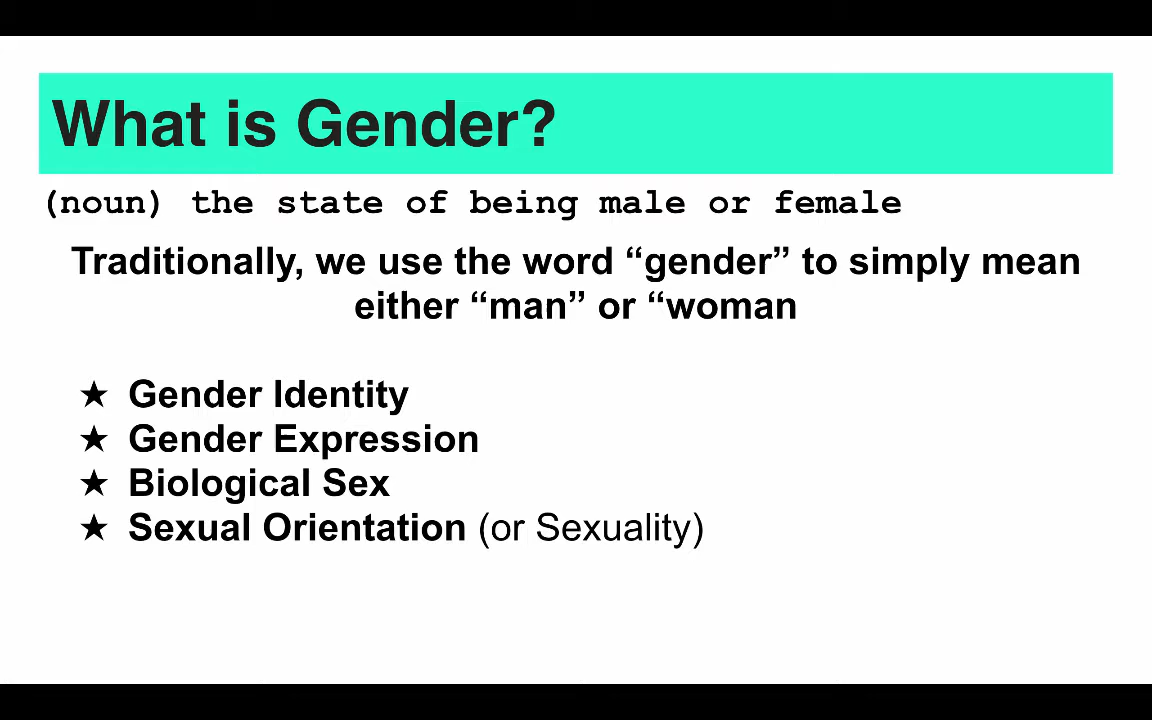 What is Gender?
(noun) the state of being male or female
Traditionally, we use the word “gender” to simply mean
either “man” or “woman
★ Gender Identity
★ Gender Expression
★ Biological Sex
★ Sexual Orientation (or Sexuality)